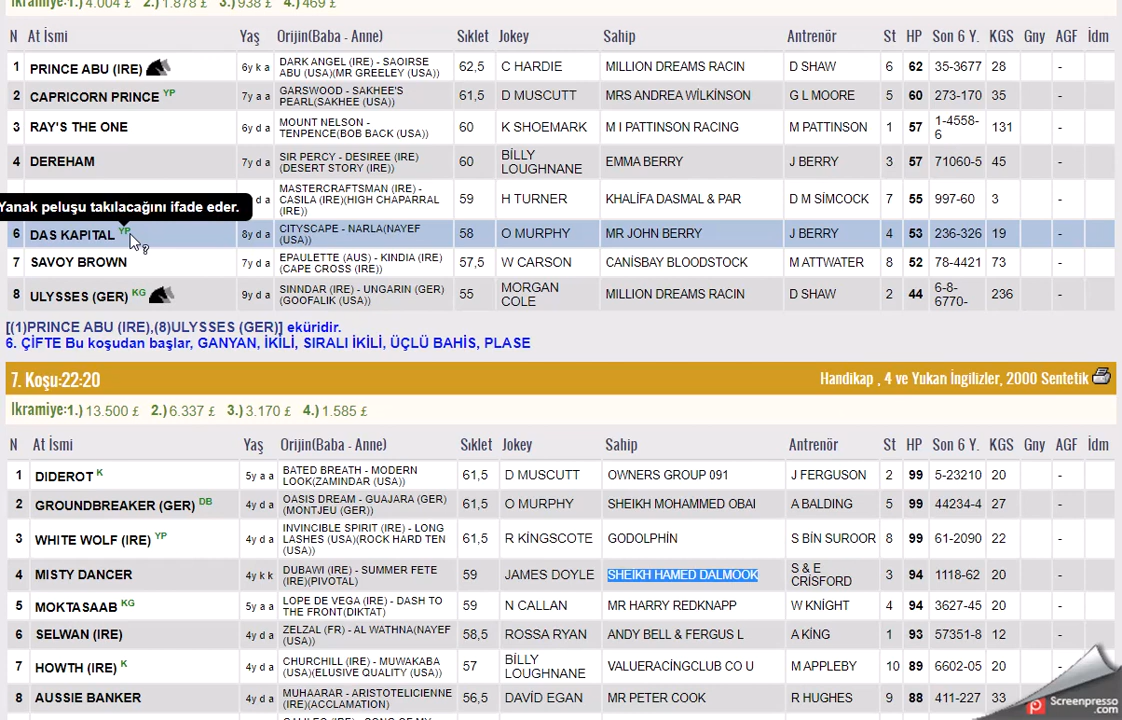 İkramiye:1.) 4.004 £ 2.) 1.878 £ 3.) 938 £ 4.) 469 £
N At İsmi Yaş Orijin(Baba - Anne) Sıklet Jokey Sahip Antrenör St HP Son 6 Y. KGS Gny AGF İdm
1 PRINCE ABU (IRE) 6y k a DARK ANGEL (IRE) - SAOIRSE ABU (USA)(MR GREELEY (USA)) 62,5 C HARDIE MILLION DREAMS RACIN D SHAW 6 62 35-3677 28 -
2 CAPRICORN PRINCE YP 7y a a GARSWOOD - SAKHEE'S PEARL(SAKHEE (USA)) 61,5 D MUSCUTT MRS ANDREA WİLKİNSON G L MOORE 5 60 273-170 35 -
3 RAY'S THE ONE 6y d a MOUNT NELSON - TENPENCE(BOB BACK (USA)) 60 K SHOEMARK M I PATTINSON RACING M PATTINSON 1 57 1-4558-6 131 -
4 DEREHAM 7y d a SIR PERCY - DESIREE (IRE)(DESERT STORY (IRE)) 60 BİLLY LOUGHNANE EMMA BERRY J BERRY 3 57 71060-5 45 -
Yanak peluşu takılacağını ifade eder.
d a MASTERCRAFTSMAN (IRE) - CASILA (IRE)(HIGH CHAPARRAL (IRE)) 59 H TURNER KHALİFA DASMAL & PAR D M SİMCOCK 7 55 997-60 3 -
6 DAS KAPITAL YP 8y d a CITYSCAPE - NARLA(NAYEF (USA)) 58 O MURPHY MR JOHN BERRY J BERRY 4 53 236-326 19 -
7 SAVOY BROWN 7y d a EPAULETTE (AUS) - KINDIA (IRE)(CAPE CROSS (IRE)) 57,5 W CARSON CANİSBAY BLOODSTOCK M ATTWATER 8 52 78-4421 73 -
8 ULYSSES (GER) KG 9y d a SINNDAR (IRE) - UNGARIN (GER)(GOOFALIK (USA)) 55 MORGAN COLE MILLION DREAMS RACIN D SHAW 2 44 6-8-6770- 236 -
[(1)PRINCE ABU (IRE),(8)ULYSSES (GER)] eküridir.
6. ÇİFTE Bu koşudan başlar, GANYAN, İKİLİ, SIRALI İKİLİ, ÜÇLÜ BAHİS, PLASE
7. Koşu:22:20 Handikap , 4 ve Yukarı İngilizler, 2000 Sentetik
İkramiye:1.) 13.500 £ 2.) 6.337 £ 3.) 3.170 £ 4.) 1.585 £
N At İsmi Yaş Orijin(Baba - Anne) Sıklet Jokey Sahip Antrenör St HP Son 6 Y. KGS Gny AGF İdm
1 DIDEROT K 5y a a BATED BREATH - MODERN LOOK(ZAMINDAR (USA)) 61,5 D MUSCUTT OWNERS GROUP 091 J FERGUSON 2 99 5-23210 20 -
2 GROUNDBREAKER (GER) DB 4y d a OASIS DREAM - GUAJARA (GER)(MONTJEU (GER)) 61,5 O MURPHY SHEIKH MOHAMMED OBAI A BALDING 5 99 44234-4 27 -
3 WHITE WOLF (IRE) YP 4y d a INVINCIBLE SPIRIT (IRE) - LONG LASHES (USA)(ROCK HARD TEN (USA)) 61,5 R KİNGSCOTE GODOLPHİN S BİN SUROOR 8 99 61-2090 22 -
4 MISTY DANCER 4y k k DUBAWI (IRE) - SUMMER FETE (IRE)(PIVOTAL) 59 JAMES DOYLE SHEIKH HAMED DALMOOK S & E CRİSFORD 3 94 1118-62 20 -
5 MOKTASAAB KG 5y a a LOPE DE VEGA (IRE) - DASH TO THE FRONT(DIKTAT) 59 N CALLAN MR HARRY REDKNAPP W KNİGHT 4 94 3627-45 20 -
6 SELWAN (IRE) 4y d a ZELZAL (FR) - AL WATHNA(NAYEF (USA)) 58,5 ROSSA RYAN ANDY BELL & FERGUS L A KİNG 1 93 57351-8 12 -
7 HOWTH (IRE) K 4y d a CHURCHILL (IRE) - MUWAKABA (USA)(ELUSIVE QUALITY (USA)) 57 BİLLY LOUGHNANE VALUERACİNGCLUB CO U M APPLEBY 10 89 6602-05 20 -
8 AUSSIE BANKER 4y d a MUHAARAR - ARISTOTELICIENNE (IRE)(ACCLAMATION) 56,5 DAVİD EGAN MR PETER COOK R HUGHES 9 88 411-227 33 -
Screenpresso
.com